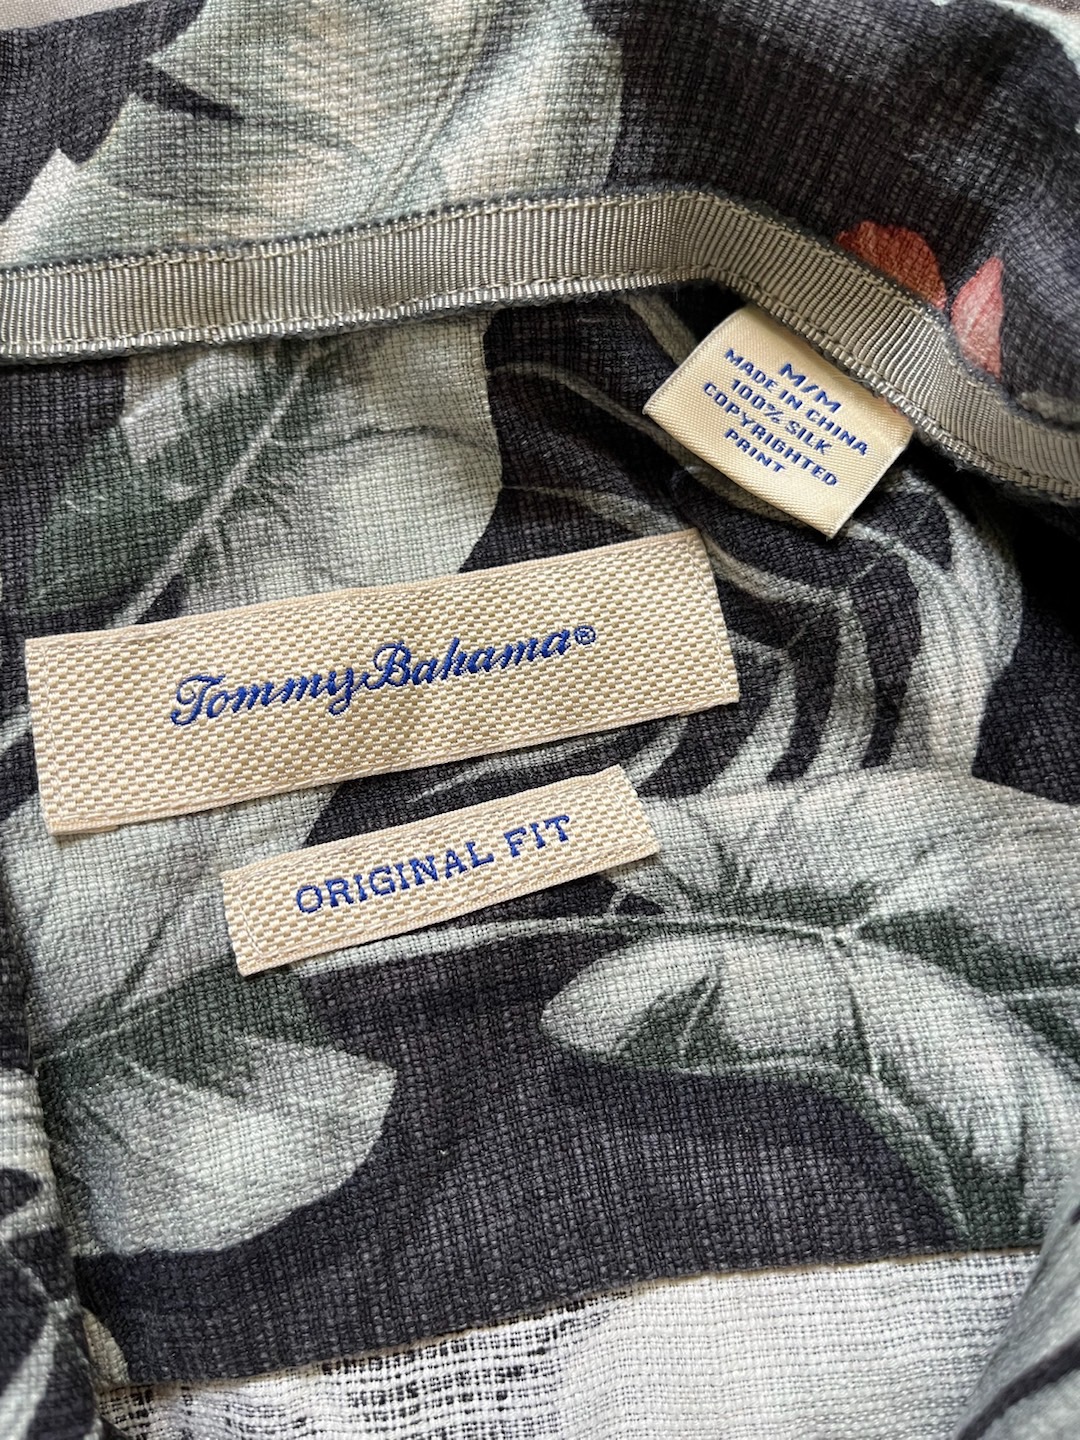 M/M
MADE IN CHINA
100% SILK
COPYRIGHTED
PRINT
Tommy Bahama®
ORIGINAL FIT